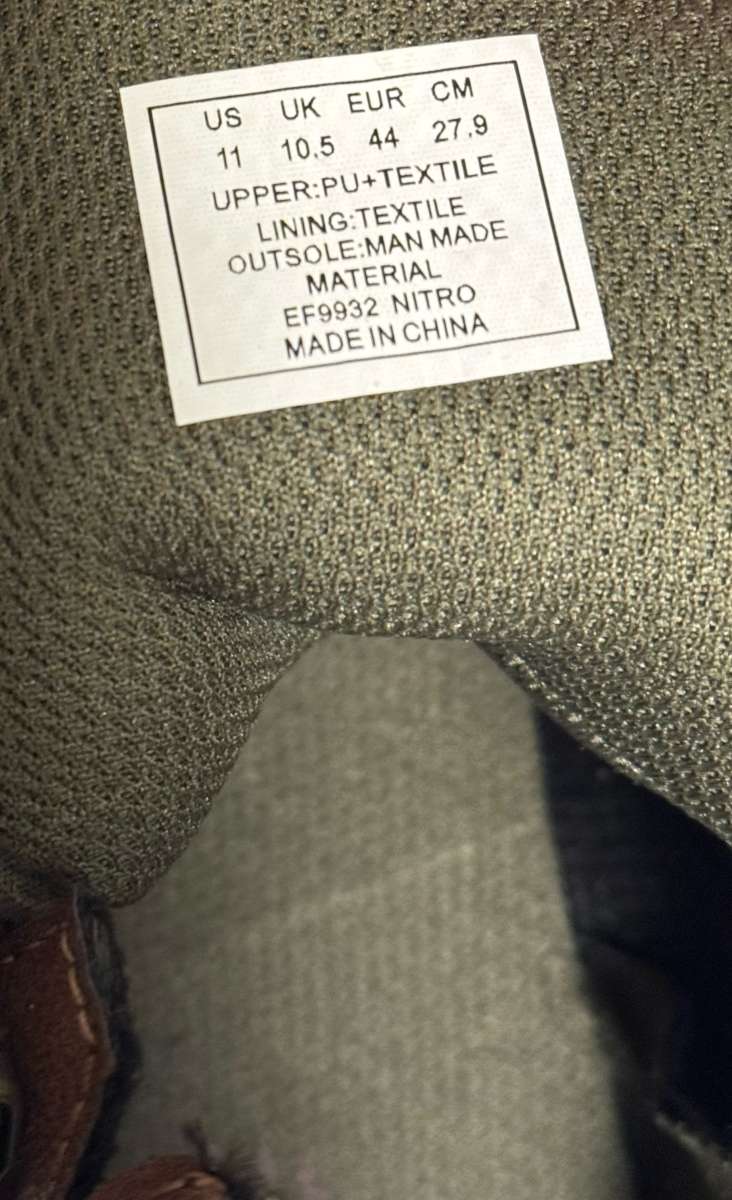 US UK EUR CM
11 10.5 44 27.9
UPPER:PU+TEXTILE
LINING:TEXTILE
OUTSOLE:MAN MADE
MATERIAL
EF9932 NITRO
MADE IN CHINA